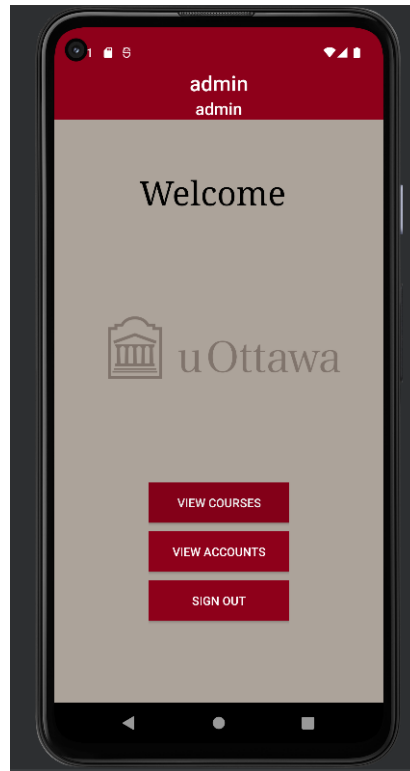 admin
admin
Welcome
uOttawa
VIEW COURSES
VIEW ACCOUNTS
SIGN OUT